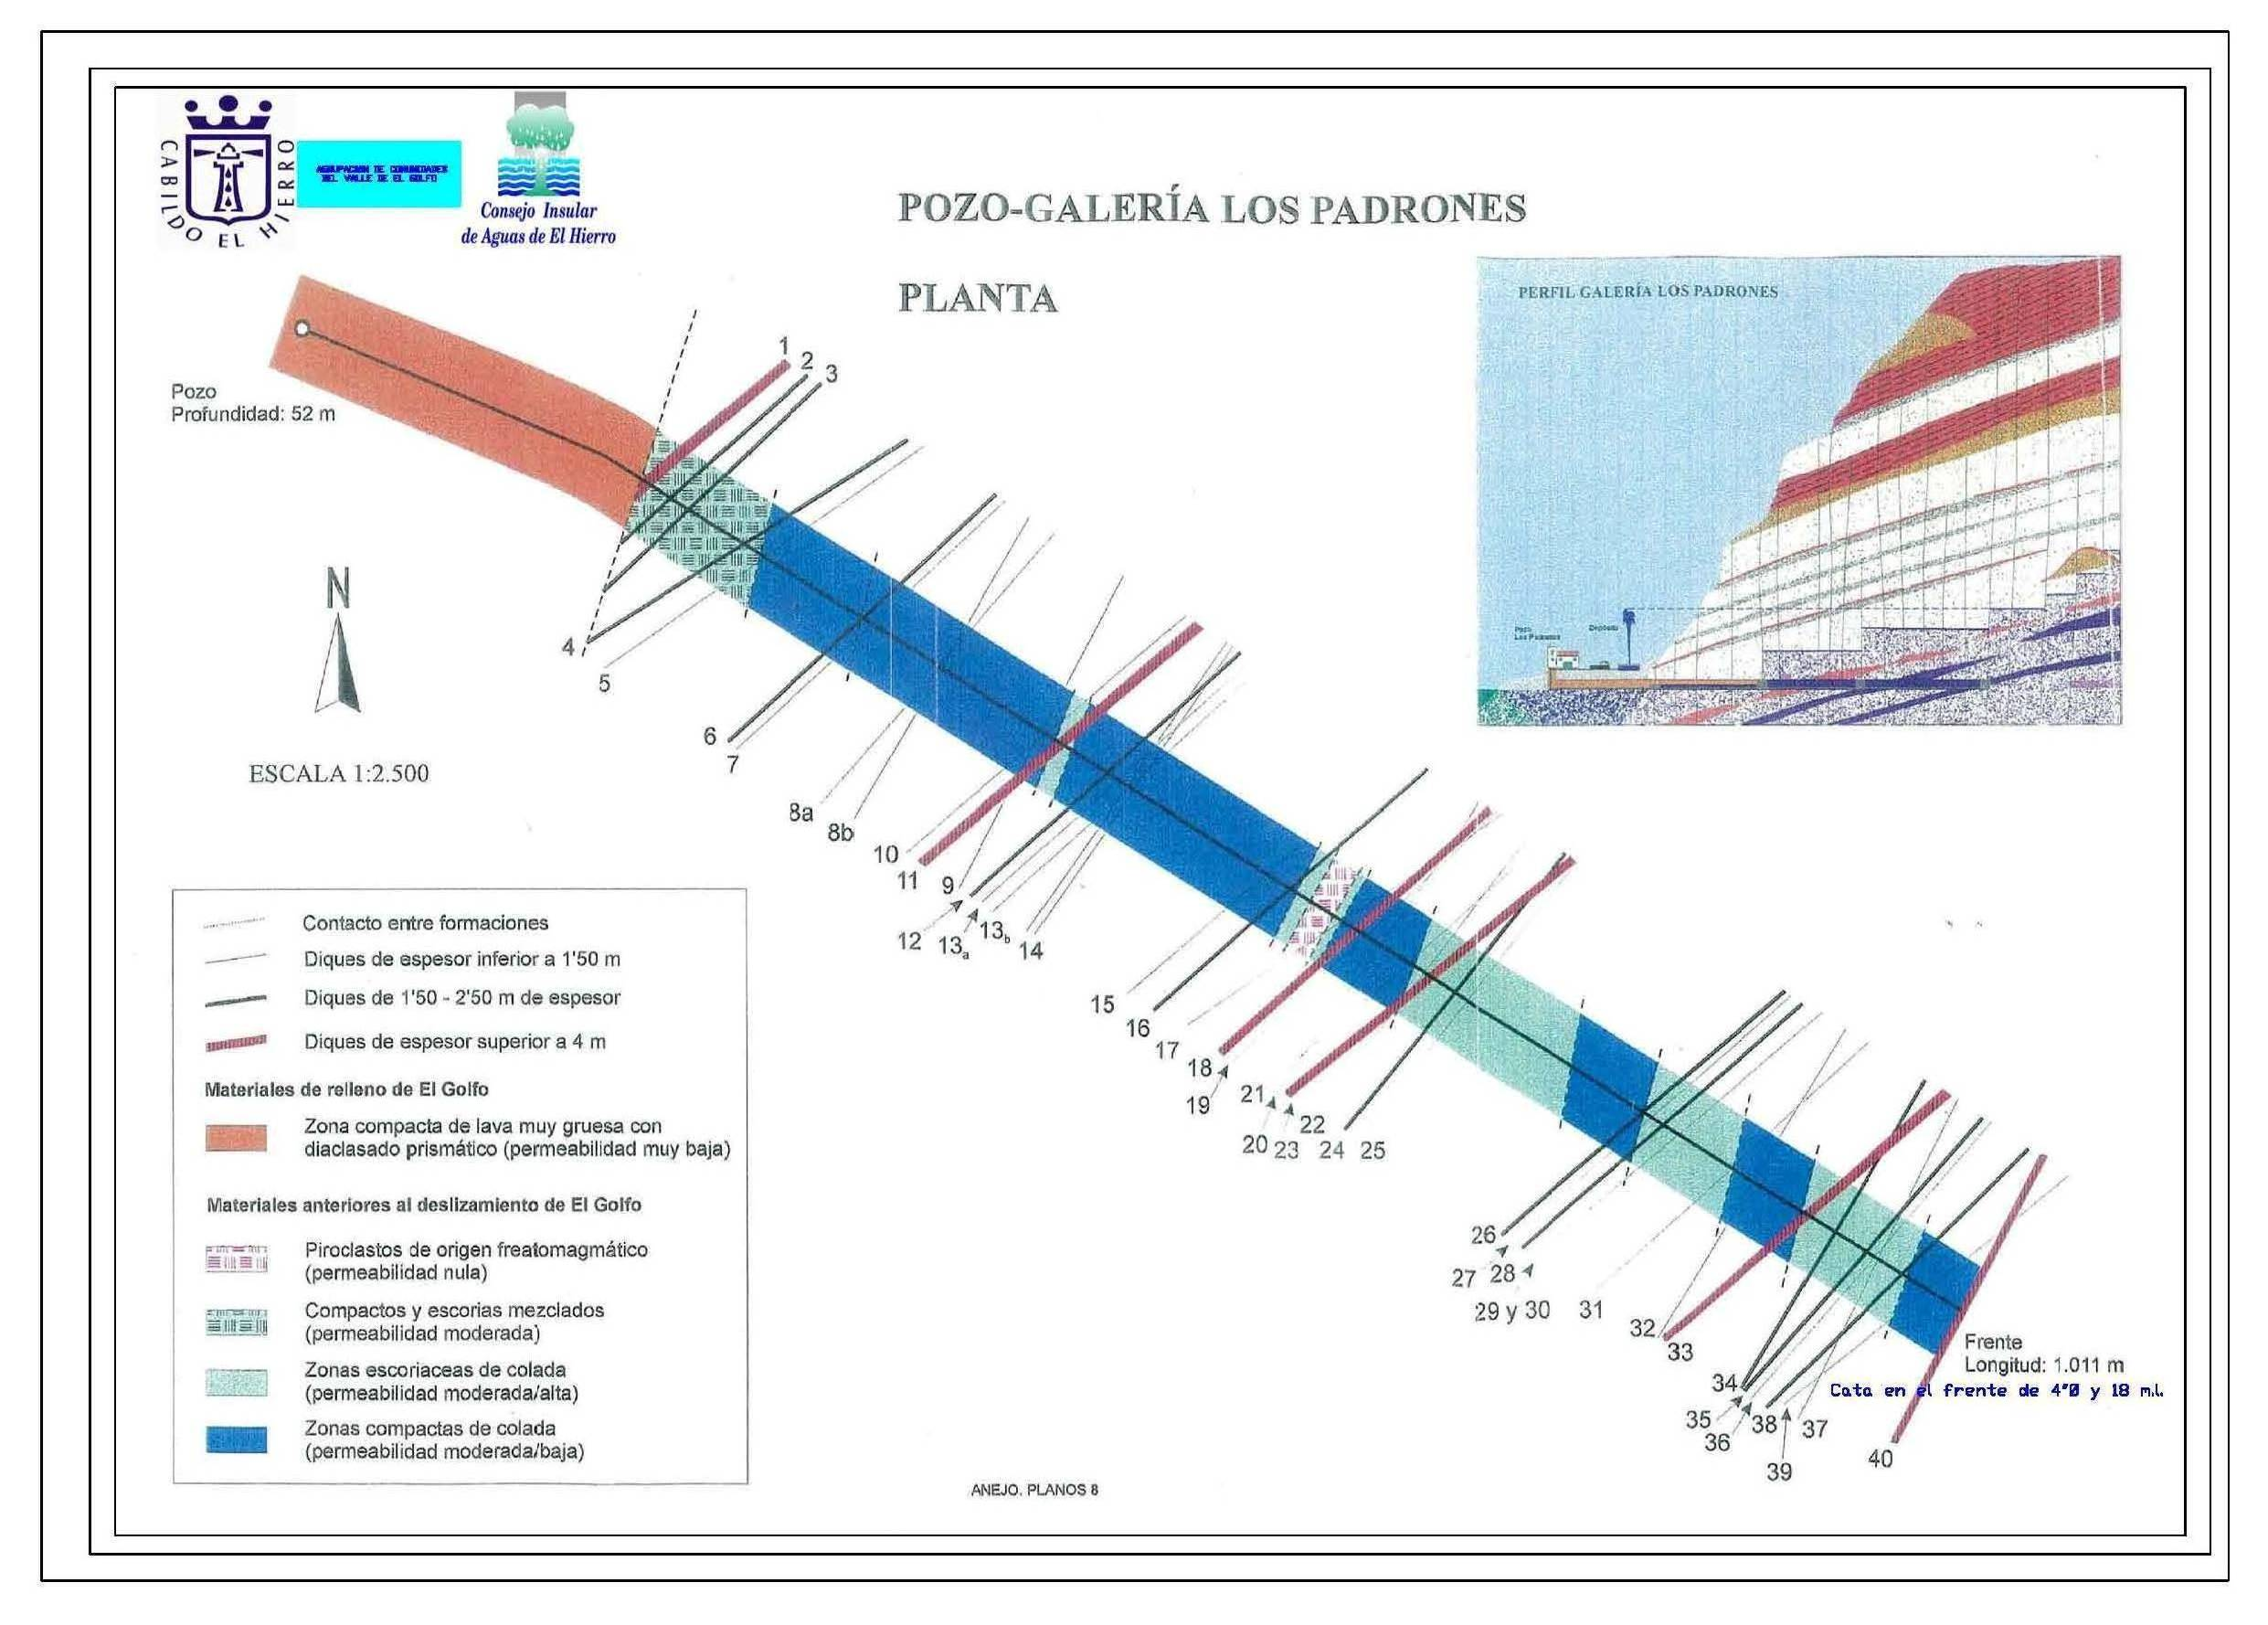 CABILDO EL HIERRO
AGRUPACION DE COMUNIDADES
DEL VALLE DE EL GOLFO
Consejo Insular
de Aguas de El Hierro
POZO-GALERÍA LOS PADRONES
PLANTA
PERFIL GALERÍA LOS PADRONES
Pozo
Los Padrones
Depósito
Pozo
Profundidad: 52 m
N
ESCALA 1:2.500
1
2
3
4
5
6
7
8a
8b
10
11
9
12
13a
13b
14
15
16
17
18
19
21
20
23
22
24
25
26
27
28
29 y 30
31
32
33
34
35
36
38
37
39
40
Frente
Longitud: 1.011 m
Cata en el frente de 4"Ø y 18 m.l.
Contacto entre formaciones
Diques de espesor inferior a 1'50 m
Diques de 1'50 - 2'50 m de espesor
Diques de espesor superior a 4 m
Materiales de relleno de El Golfo
Zona compacta de lava muy gruesa con
diaclasado prismático (permeabilidad muy baja)
Materiales anteriores al deslizamiento de El Golfo
Piroclastos de origen freatomagmático
(permeabilidad nula)
Compactos y escorias mezclados
(permeabilidad moderada)
Zonas escoriaceas de colada
(permeabilidad moderada/alta)
Zonas compactas de colada
(permeabilidad moderada/baja)
ANEJO. PLANOS 8